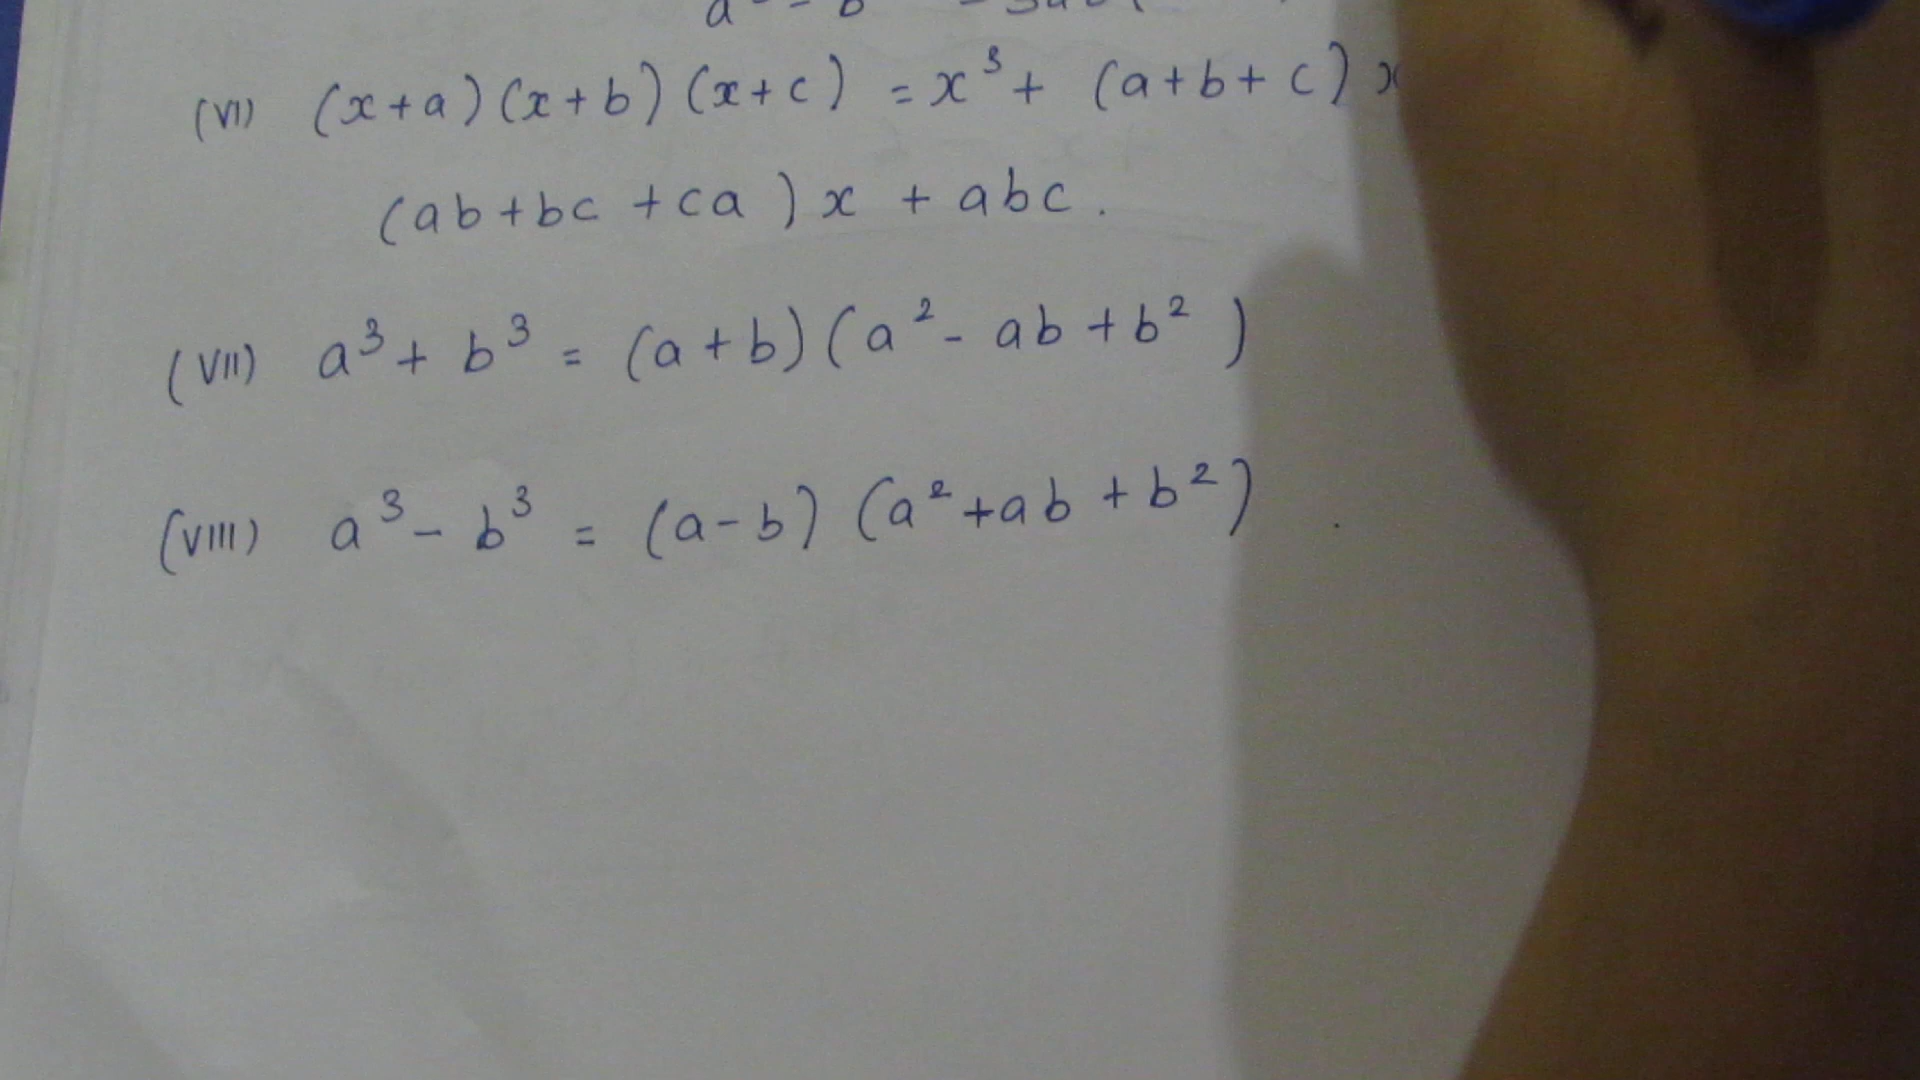 (VI) (x+a)(x+b)(x+c) = x³ + (a+b+c) x
(ab+bc+ca)x + abc.
(VII) a³ + b³ = (a+b)(a² - ab + b²)
(VIII) a³ - b³ = (a-b)(a²+ab+b²)